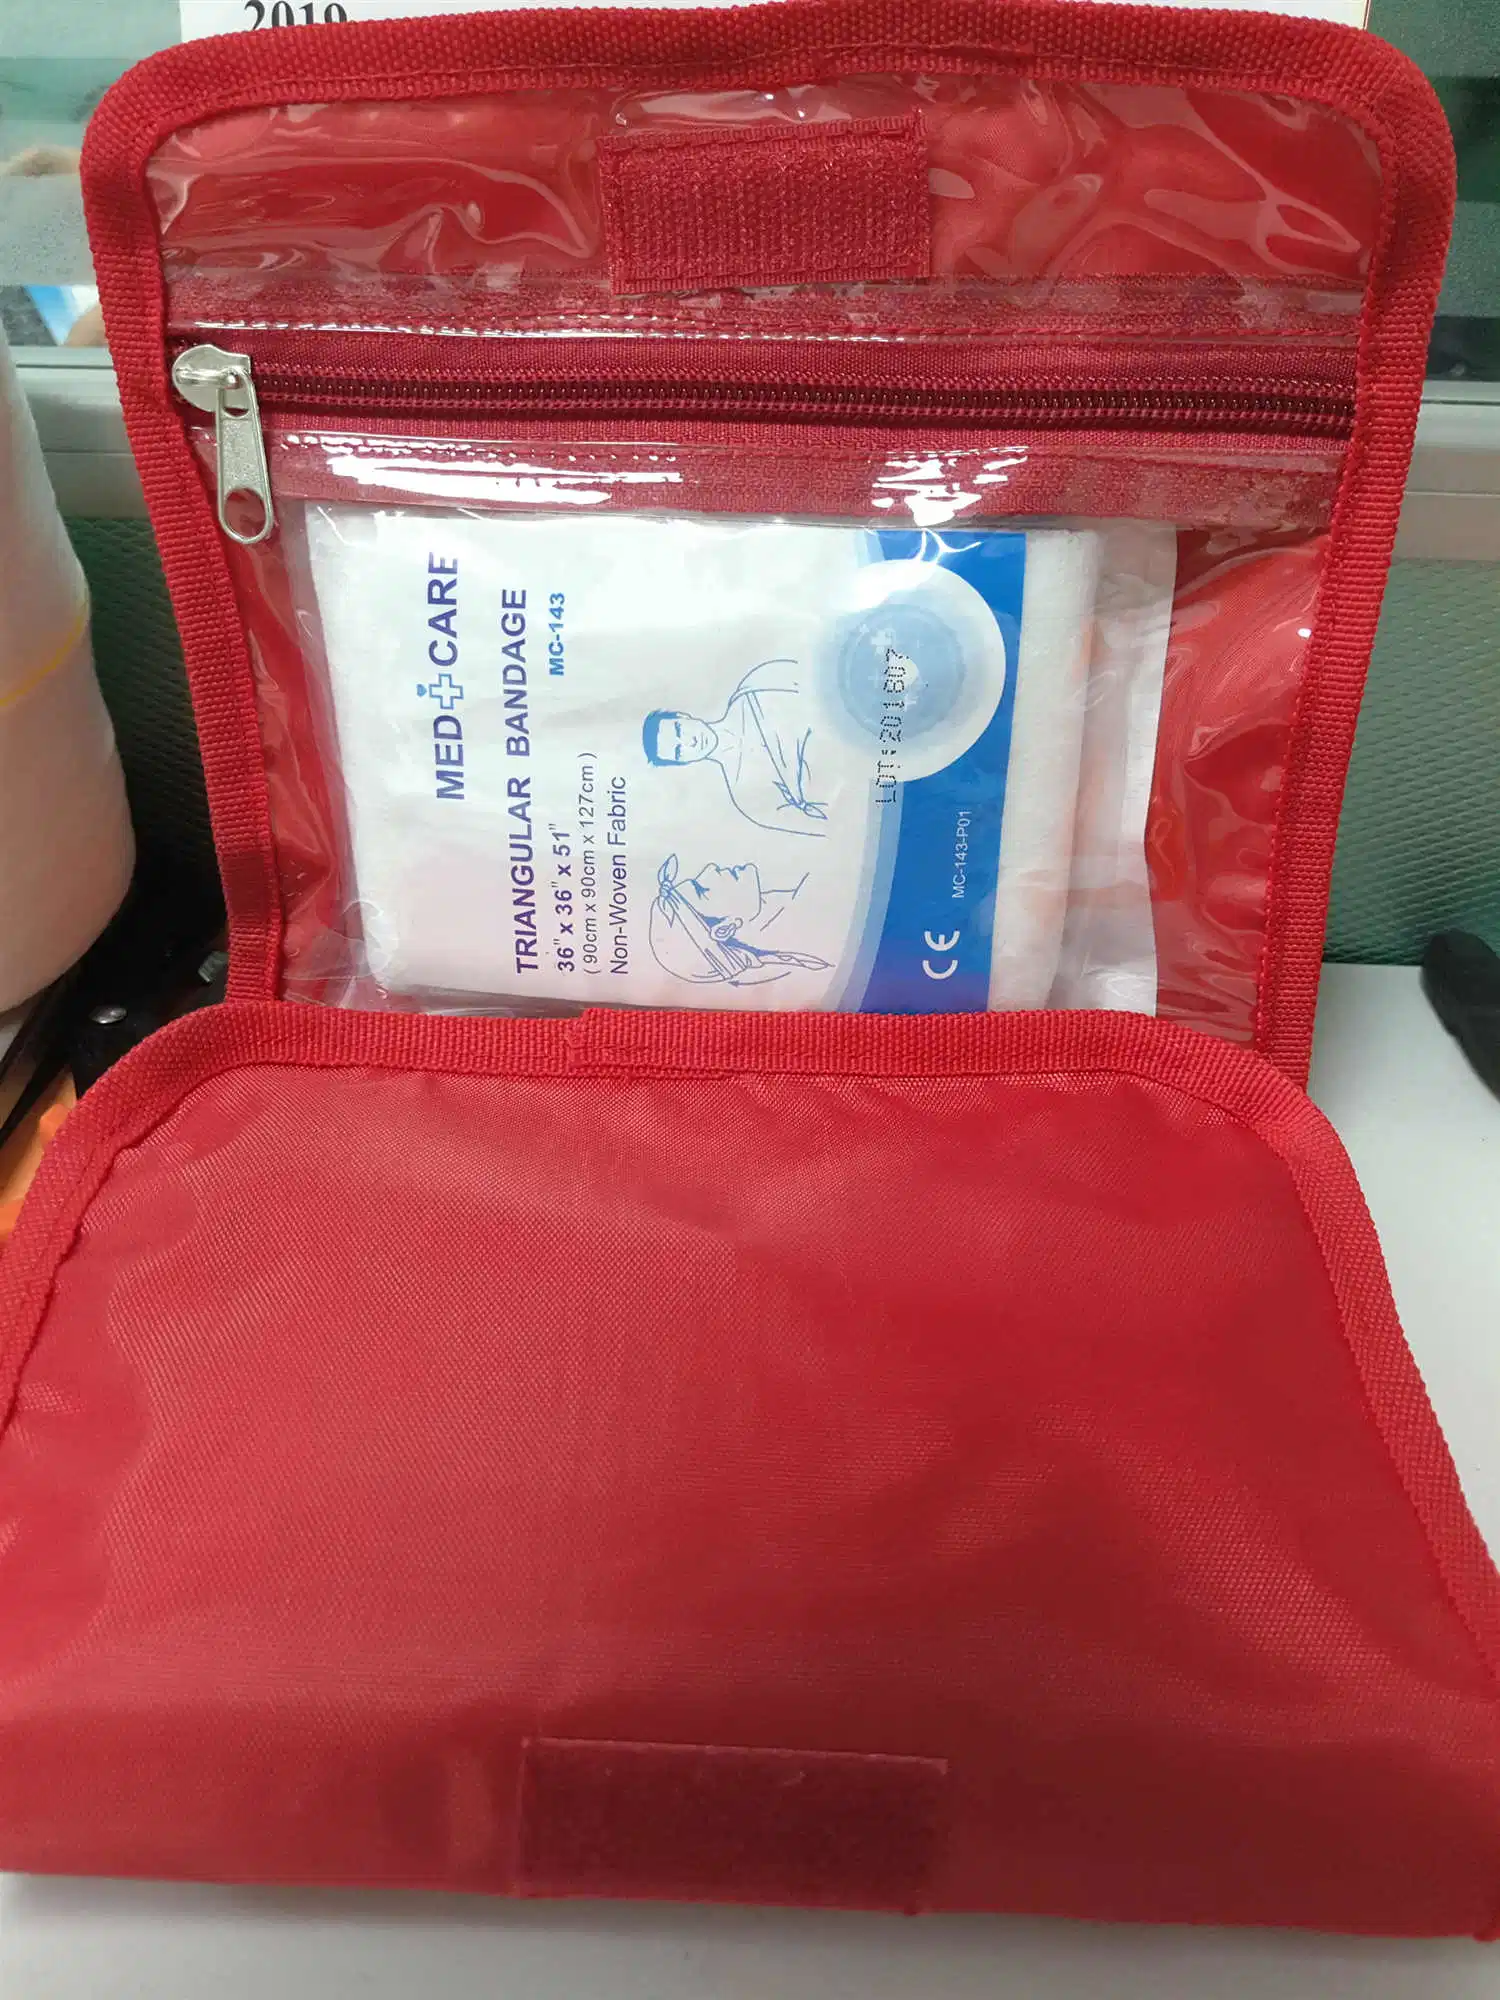 2019
MED CARE
TRIANGULAR BANDAGE
MC-143
36" x 36" x 51"
( 90cm x 90cm x 127cm )
Non-Woven Fabric
LOT:201807
MC-143-P01
CE